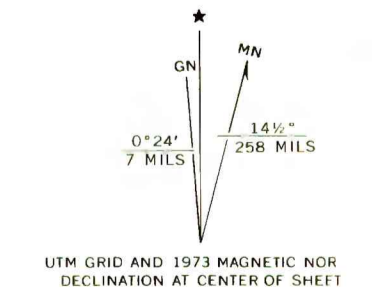 ★
MN
GN
0°24′
14½°
7 MILS
258 MILS
UTM GRID AND 1973 MAGNETIC NOR
DECLINATION AT CENTER OF SHEET